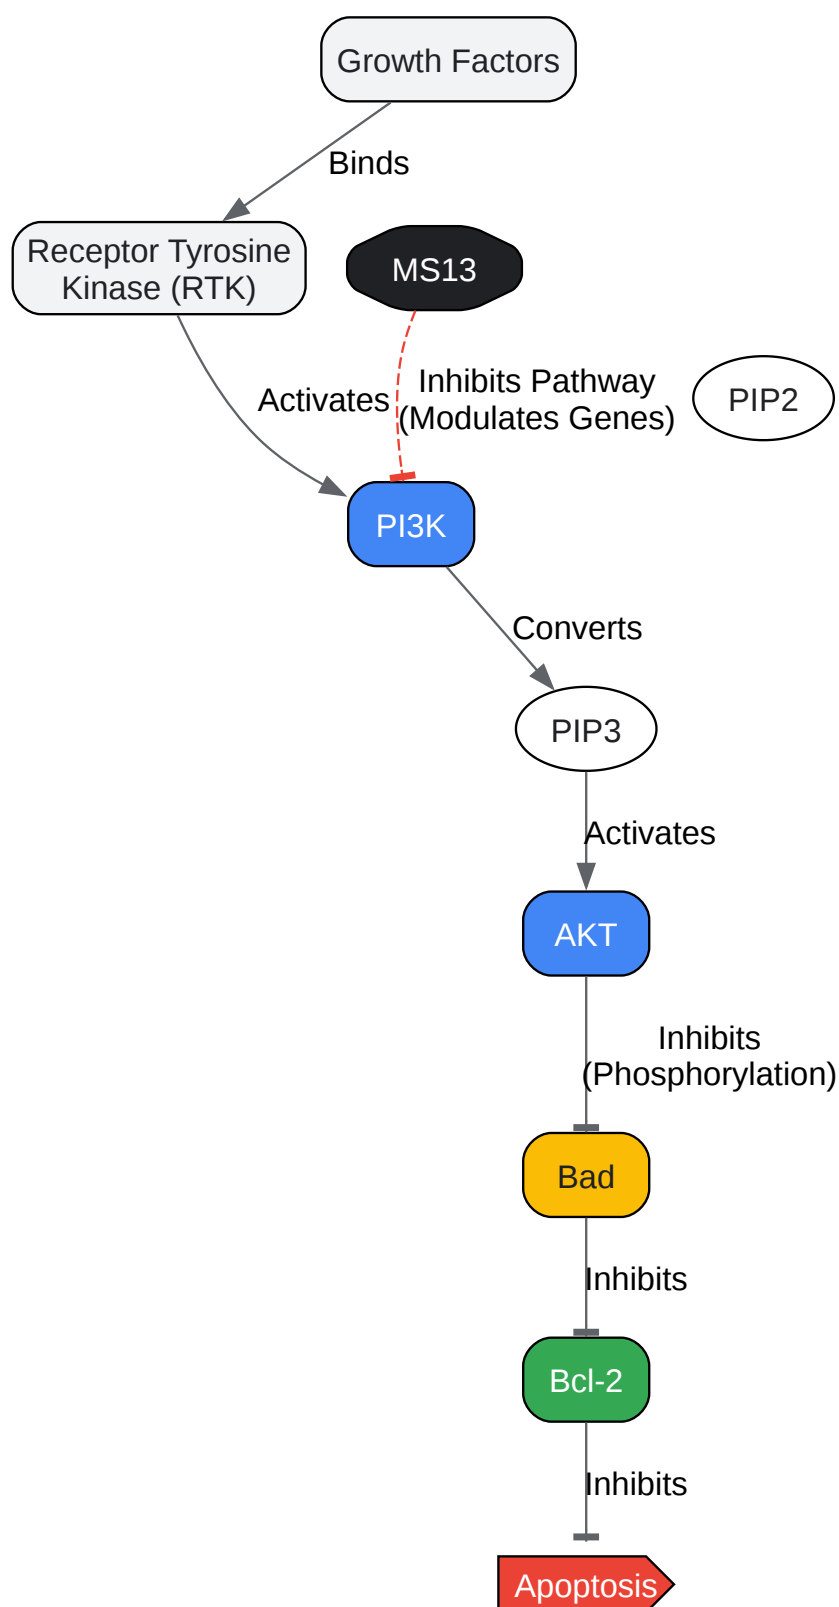 Growth Factors
Binds
Receptor Tyrosine
Kinase (RTK)
MS13
Activates
Inhibits Pathway
(Modulates Genes)
PIP2
PI3K
Converts
PIP3
Activates
AKT
Inhibits
(Phosphorylation)
Bad
Inhibits
Bcl-2
Inhibits
Apoptosis